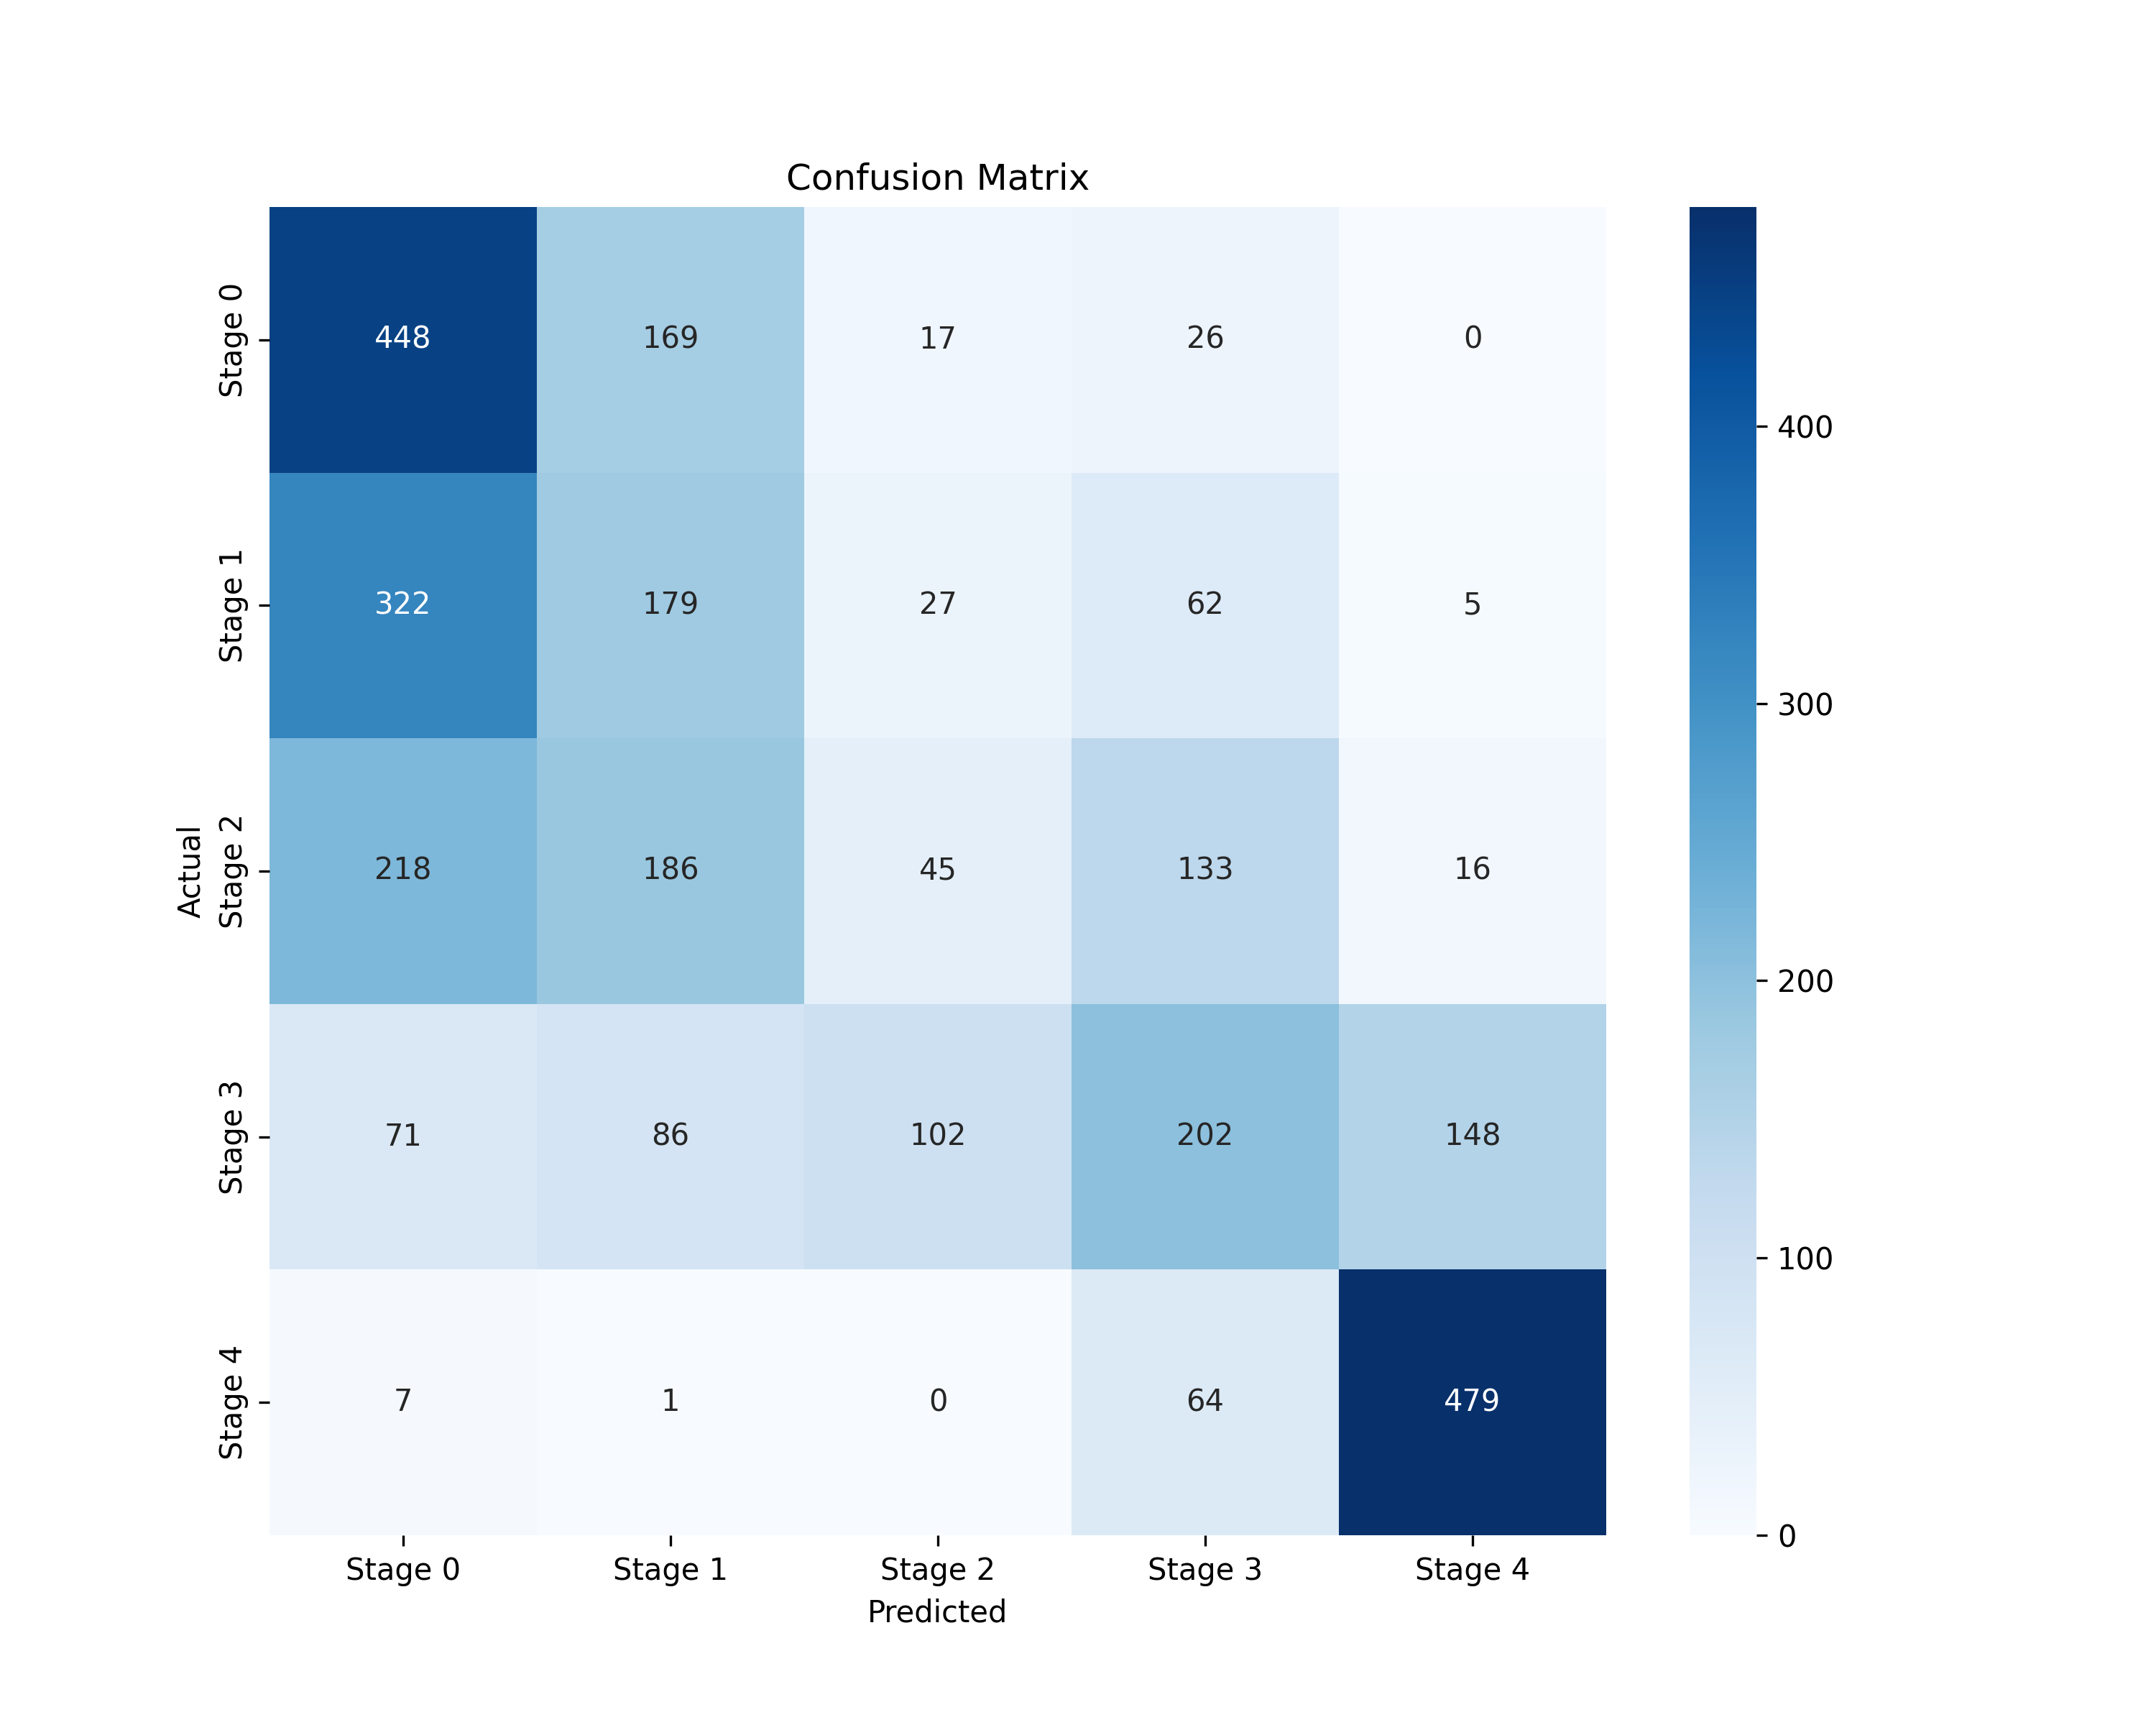 Confusion Matrix
Actual
Stage 0
448 169 17 26 0
Stage 1
322 179 27 62 5
Stage 2
218 186 45 133 16
Stage 3
71 86 102 202 148
Stage 4
7 1 0 64 479
Stage 0 Stage 1 Stage 2 Stage 3 Stage 4
Predicted
400
300
200
100
0